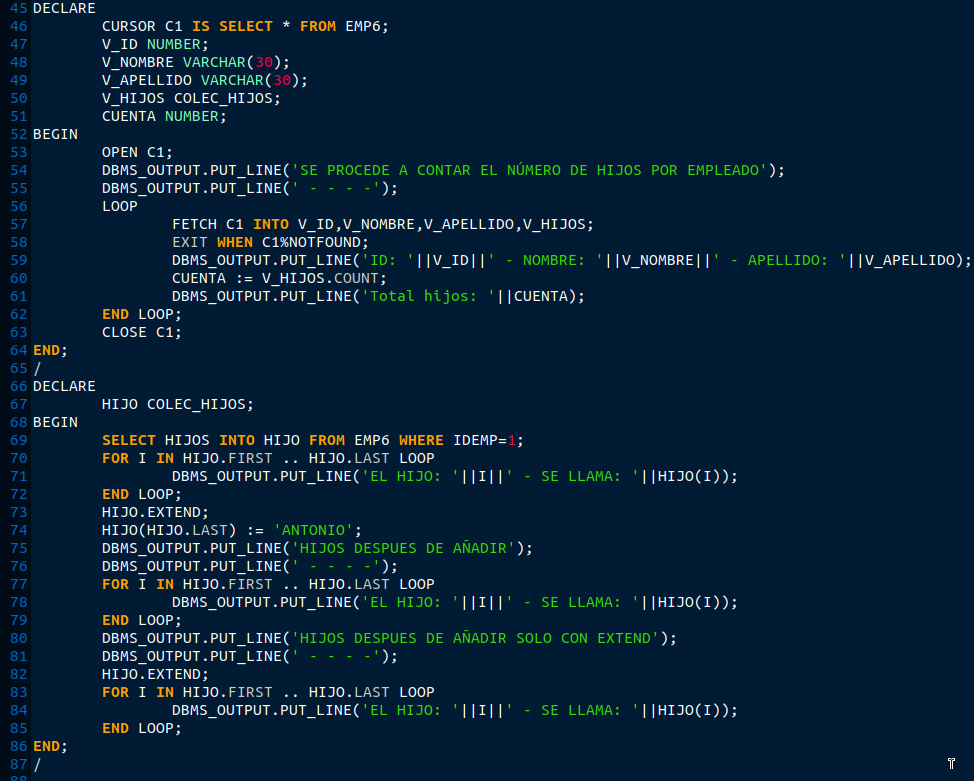 45 DECLARE
46 CURSOR C1 IS SELECT * FROM EMP6;
47 V_ID NUMBER;
48 V_NOMBRE VARCHAR(30);
49 V_APELLIDO VARCHAR(30);
50 V_HIJOS COLEC_HIJOS;
51 CUENTA NUMBER;
52 BEGIN
53 OPEN C1;
54 DBMS_OUTPUT.PUT_LINE('SE PROCEDE A CONTAR EL NÚMERO DE HIJOS POR EMPLEADO');
55 DBMS_OUTPUT.PUT_LINE(' - - - -');
56 LOOP
57 FETCH C1 INTO V_ID,V_NOMBRE,V_APELLIDO,V_HIJOS;
58 EXIT WHEN C1%NOTFOUND;
59 DBMS_OUTPUT.PUT_LINE('ID: '||V_ID||' - NOMBRE: '||V_NOMBRE||' - APELLIDO: '||V_APELLIDO);
60 CUENTA := V_HIJOS.COUNT;
61 DBMS_OUTPUT.PUT_LINE('Total hijos: '||CUENTA);
62 END LOOP;
63 CLOSE C1;
64 END;
65 /
66 DECLARE
67 HIJO COLEC_HIJOS;
68 BEGIN
69 SELECT HIJOS INTO HIJO FROM EMP6 WHERE IDEMP=1;
70 FOR I IN HIJO.FIRST .. HIJO.LAST LOOP
71 DBMS_OUTPUT.PUT_LINE('EL HIJO: '||I||' - SE LLAMA: '||HIJO(I));
72 END LOOP;
73 HIJO.EXTEND;
74 HIJO(HIJO.LAST) := 'ANTONIO';
75 DBMS_OUTPUT.PUT_LINE('HIJOS DESPUES DE AÑADIR');
76 DBMS_OUTPUT.PUT_LINE(' - - - -');
77 FOR I IN HIJO.FIRST .. HIJO.LAST LOOP
78 DBMS_OUTPUT.PUT_LINE('EL HIJO: '||I||' - SE LLAMA: '||HIJO(I));
79 END LOOP;
80 DBMS_OUTPUT.PUT_LINE('HIJOS DESPUES DE AÑADIR SOLO CON EXTEND');
81 DBMS_OUTPUT.PUT_LINE(' - - - -');
82 HIJO.EXTEND;
83 FOR I IN HIJO.FIRST .. HIJO.LAST LOOP
84 DBMS_OUTPUT.PUT_LINE('EL HIJO: '||I||' - SE LLAMA: '||HIJO(I));
85 END LOOP;
86 END;
87 /